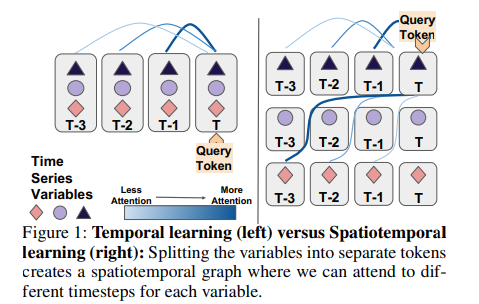 Query
Token
T-3 T-2 T-1 T
T-3 T-2 T-1 T
Query
Token
T-3 T-2 T-1 T
Time
Series
Variables
Less
Attention
More
Attention
T-3 T-2 T-1 T
Figure 1: Temporal learning (left) versus Spatiotemporal
learning (right): Splitting the variables into separate tokens
creates a spatiotemporal graph where we can attend to dif-
ferent timesteps for each variable.